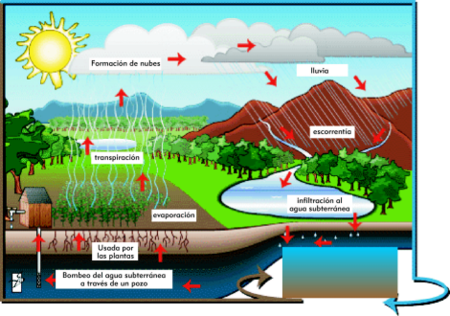 Formación de nubes
lluvia
escorrentía
transpiración
infiltración al
agua subterránea
evaporación
Usada por
las plantas
Bombeo del agua subterránea
a través de un pozo